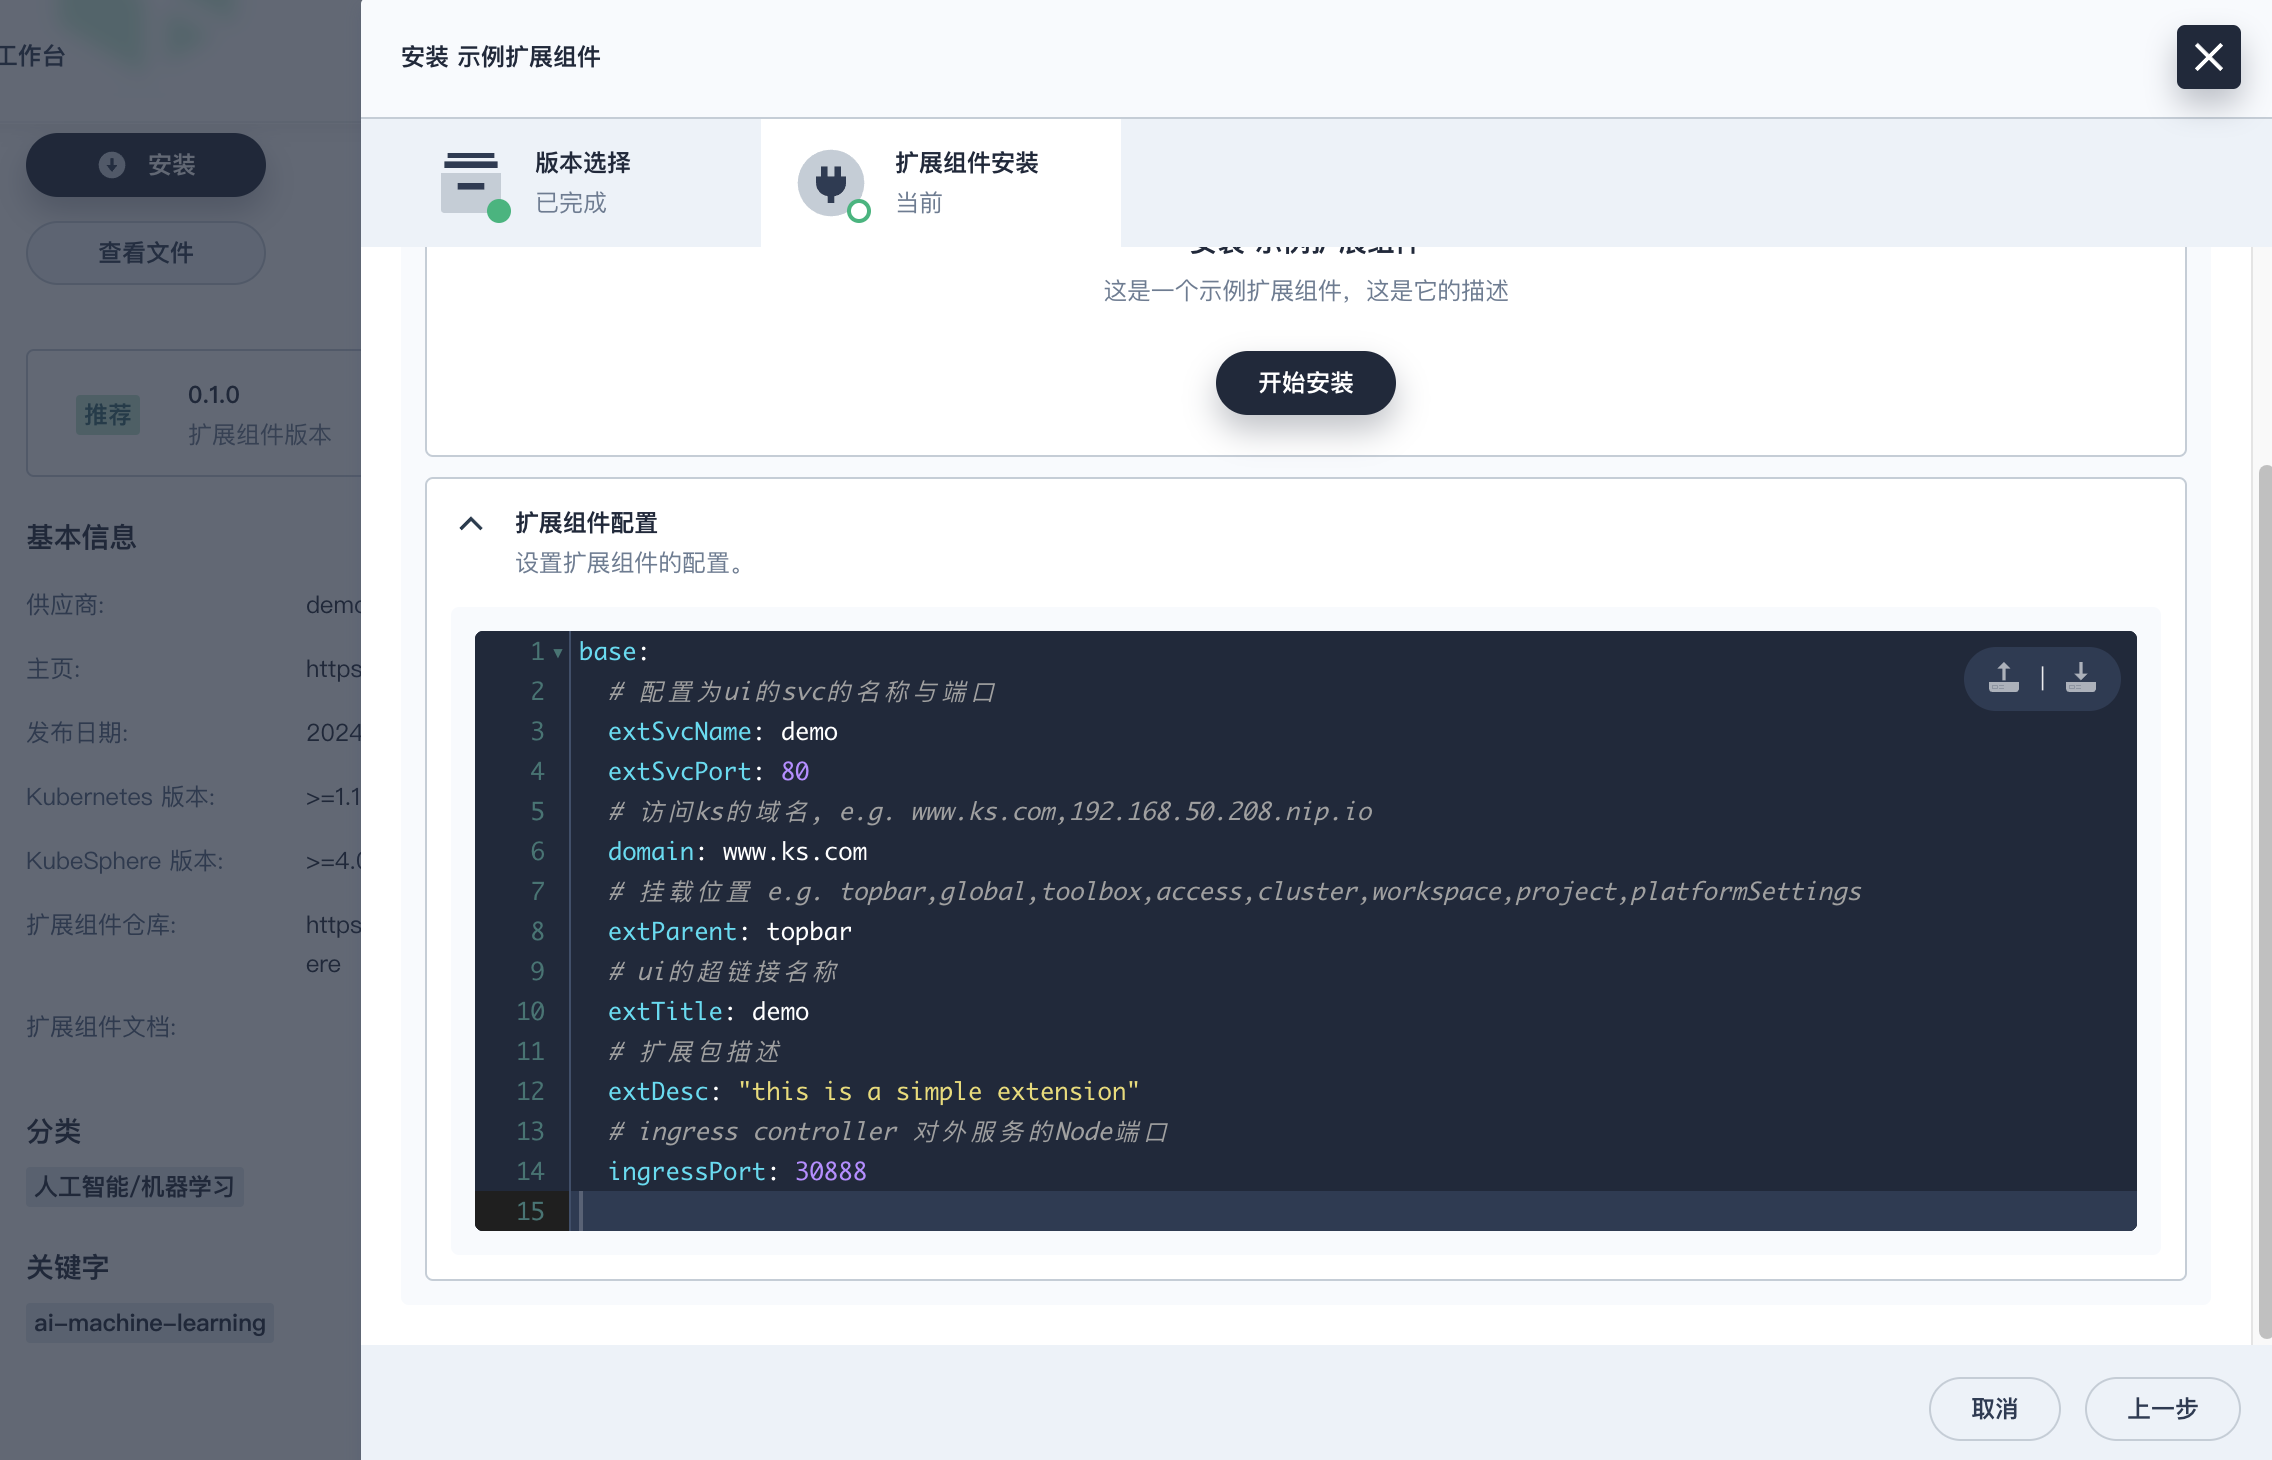 工作台
安装
查看文件
推荐
0.1.0
扩展组件版本
基本信息
供应商: demo
主页: https
发布日期: 2024
Kubernetes 版本: >=1.1
KubeSphere 版本: >=4.0
扩展组件仓库: https
ere
扩展组件文档:
分类
人工智能/机器学习
关键字
ai-machine-learning
安装 示例扩展组件
版本选择
已完成
扩展组件安装
当前
安装 示例扩展组件
这是一个示例扩展组件，这是它的描述
开始安装
扩展组件配置
设置扩展组件的配置。
1 base:
2 # 配置为ui的svc的名称与端口
3 extSvcName: demo
4 extSvcPort: 80
5 # 访问ks的域名, e.g. www.ks.com,192.168.50.208.nip.io
6 domain: www.ks.com
7 # 挂载位置 e.g. topbar,global,toolbox,access,cluster,workspace,project,platformSettings
8 extParent: topbar
9 # ui的超链接名称
10 extTitle: demo
11 # 扩展包描述
12 extDesc: "this is a simple extension"
13 # ingress controller 对外服务的Node端口
14 ingressPort: 30888
15
取消
上一步